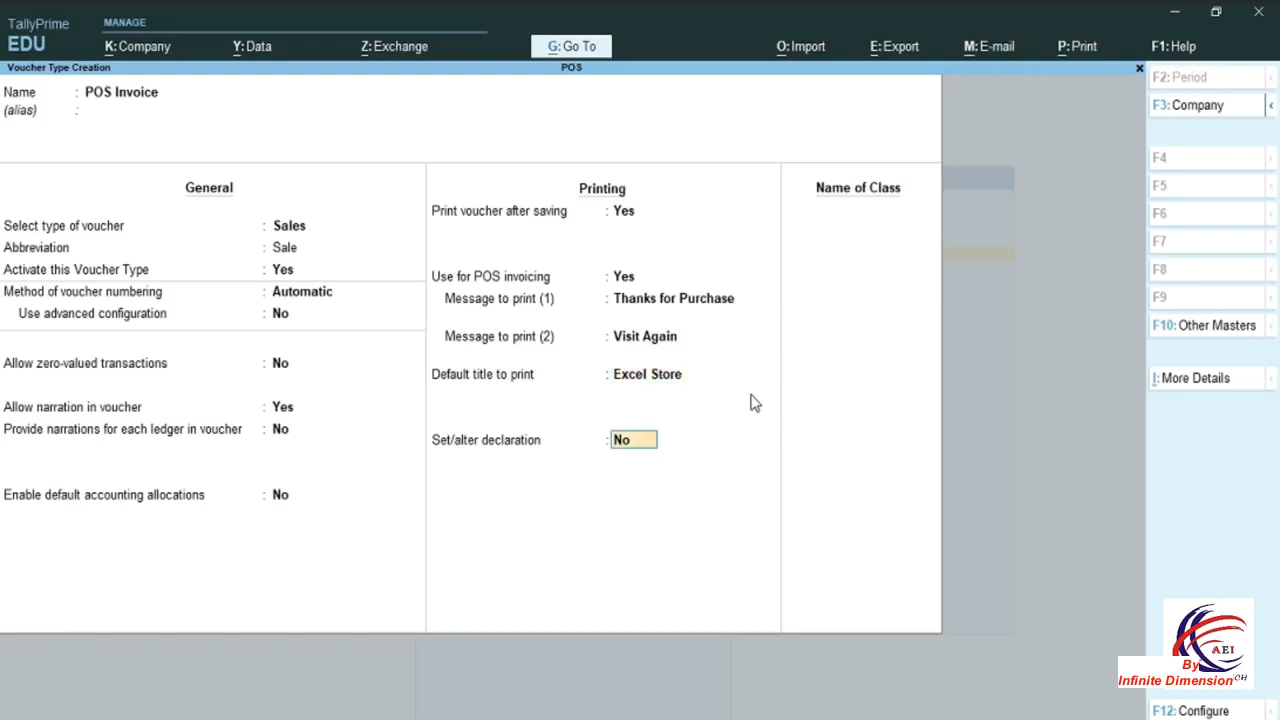 TallyPrime
EDU
MANAGE
K:Company
Y:Data
Z:Exchange
G: Go To
O:Import
E:Export
M:E-mail
P:Print
F1:Help
Voucher Type Creation
POS
×
Name : POS Invoice
(alias) :
General
Select type of voucher : Sales
Abbreviation : Sale
Activate this Voucher Type : Yes
Method of voucher numbering : Automatic
Use advanced configuration : No
Allow zero-valued transactions : No
Allow narration in voucher : Yes
Provide narrations for each ledger in voucher : No
Enable default accounting allocations : No
Printing
Print voucher after saving : Yes
Use for POS invoicing : Yes
Message to print (1) : Thanks for Purchase
Message to print (2) : Visit Again
Default title to print : Excel Store
Set/alter declaration : No
Name of Class
F2: Period
F3: Company
F4
F5
F6
F7
F8
F9
F10: Other Masters
I:More Details
F12: Configure
AEI
By
Infinite Dimension